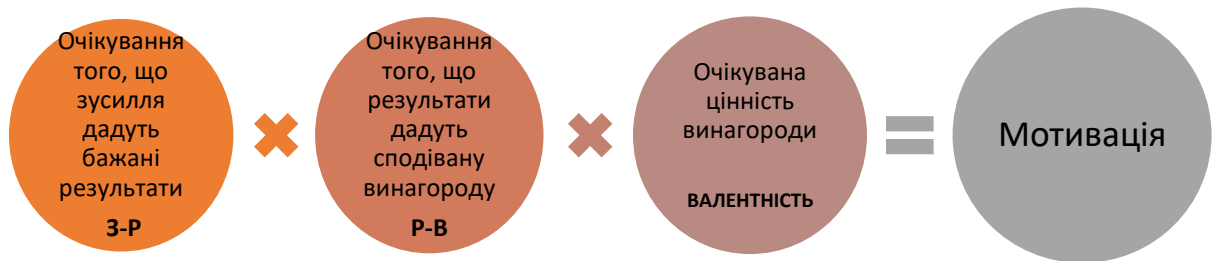 Очікування
того, що
зусилля
дадуть
бажані
результати
З-Р
Очікування
того, що
результати
дадуть
сподівану
винагороду
Р-В
Очікувана
цінність
винагороди
ВАЛЕНТНІСТЬ
Мотивація